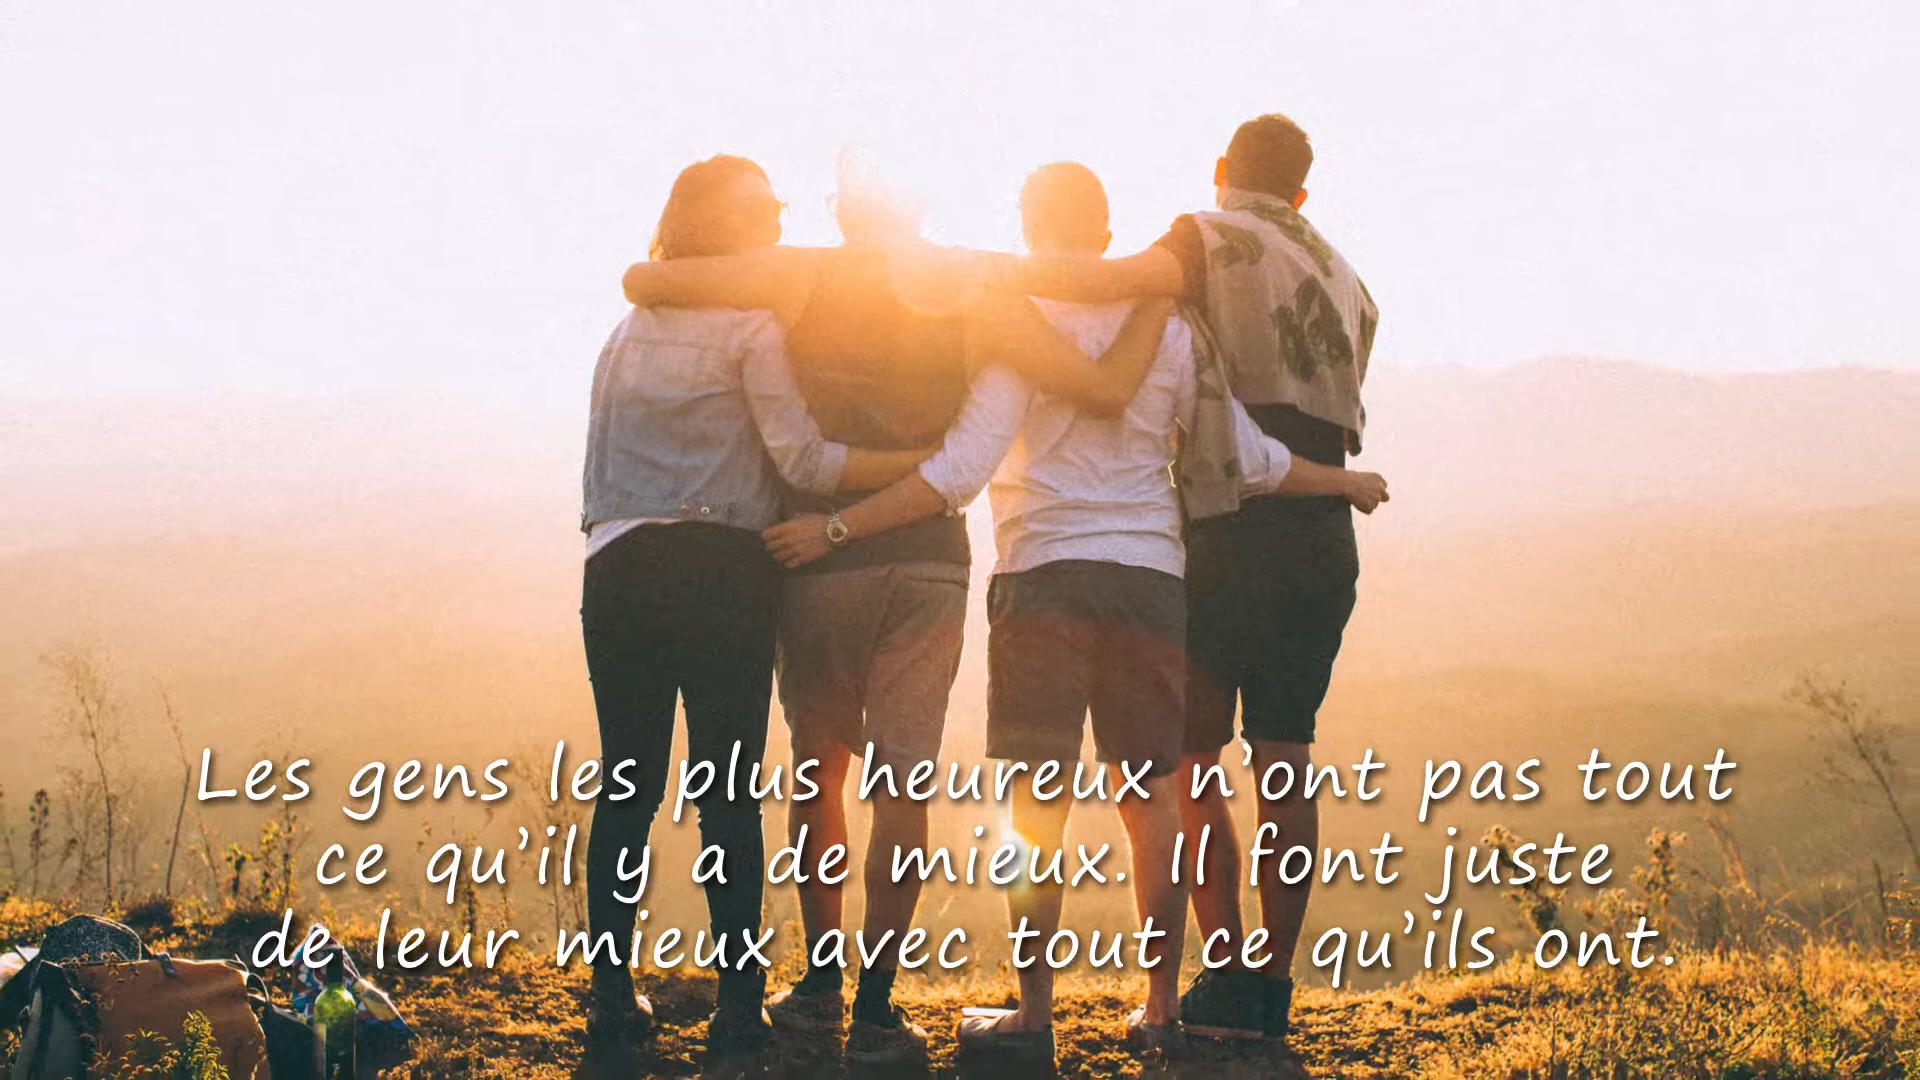 Les gens les plus heureux n’ont pas tout
ce qu’il y a de mieux. Il font juste
de leur mieux avec tout ce qu’ils ont.